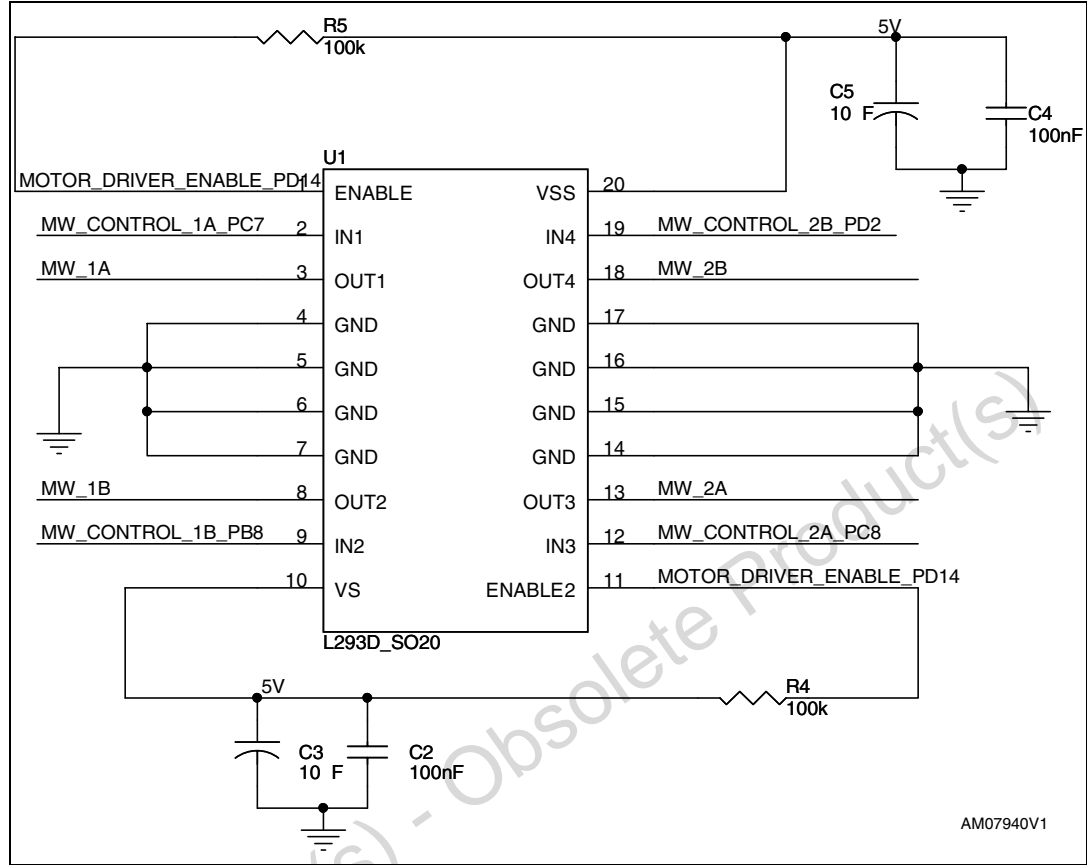 R5
100k
5V
C5
10 F
C4
100nF
U1
MOTOR_DRIVER_ENABLE_PD14
1 ENABLE VSS 20
MW_CONTROL_1A_PC7 2 IN1 IN4 19 MW_CONTROL_2B_PD2
MW_1A 3 OUT1 OUT4 18 MW_2B
4 GND GND 17
5 GND GND 16
6 GND GND 15
7 GND GND 14
MW_1B 8 OUT2 OUT3 13 MW_2A
MW_CONTROL_1B_PB8 9 IN2 IN3 12 MW_CONTROL_2A_PC8
10 VS ENABLE2 11 MOTOR_DRIVER_ENABLE_PD14
L293D_SO20
5V
R4
100k
C3
10 F
C2
100nF
(s) - Obsolete Product(s)
AM07940V1